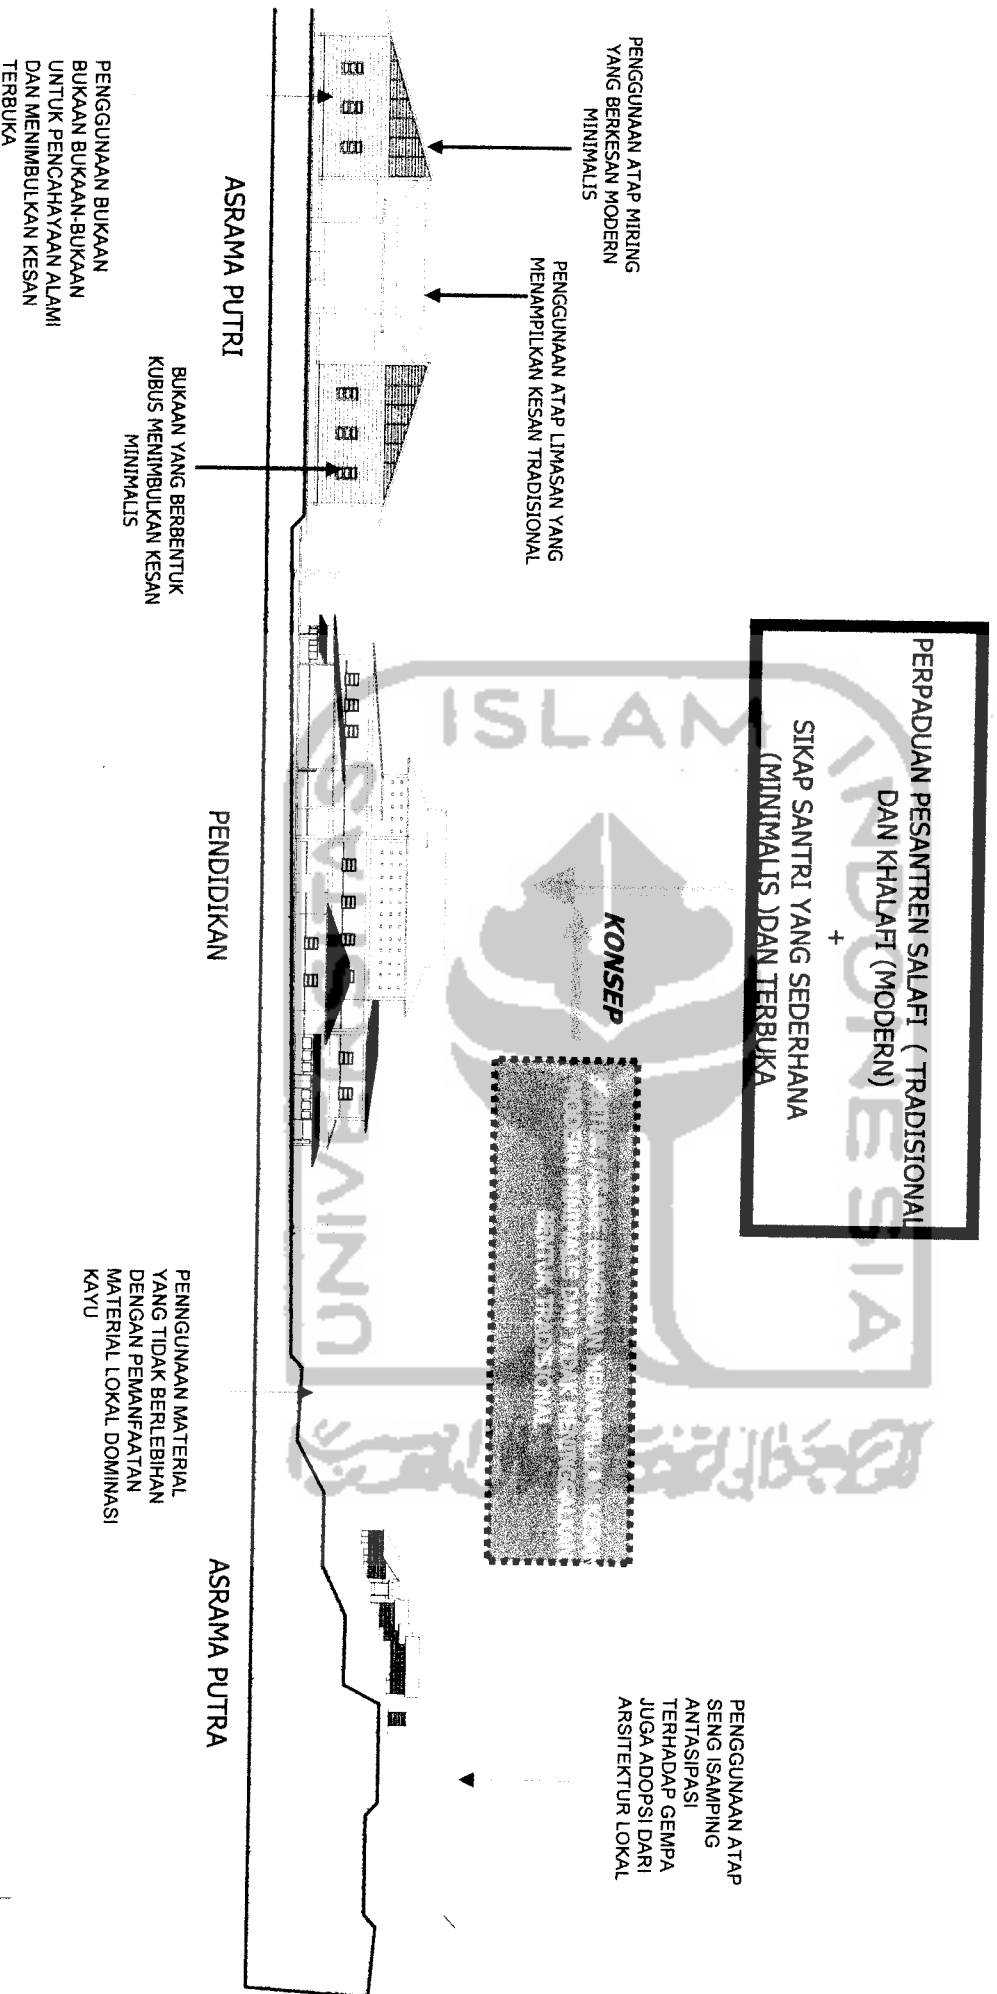 PERPADUAN PESANTREN SALAFI ( TRADISIONAL
DAN KHALAFI (MODERN)
+
SIKAP SANTRI YANG SEDERHANA
(MINIMALIS )DAN TERBUKA
KONSEP
BENTUK TRADISIONAL
PENGGUNAAN ATAP MIRING
YANG BERKESAN MODERN
MINIMALIS
PENGGUNAAN ATAP LIMASAN YANG
MENAMPILKAN KESAN TRADISIONAL
PENGGUNAAN ATAP
SENG ISAMPING
ANTASIPASI
TERHADAP GEMPA
JUGA ADOPSI DARI
ARSITEKTUR LOKAL
ASRAMA PUTRI
PENDIDIKAN
ASRAMA PUTRA
BUKAAN YANG BERBENTUK
KUBUS MENIMBULKAN KESAN
MINIMALIS
PENGGUNAAN BUKAAN
BUKAAN BUKAAN-BUKAAN
UNTUK PENCAHAYAAN ALAMI
DAN MENIMBULKAN KESAN
TERBUKA
PENNGUNAAN MATERIAL
YANG TIDAK BERLEBIHAN
DENGAN PEMANFAATAN
MATERIAL LOKAL DOMINASI
KAYU
UNIVERSITAS
ISLAM
INDONESIA